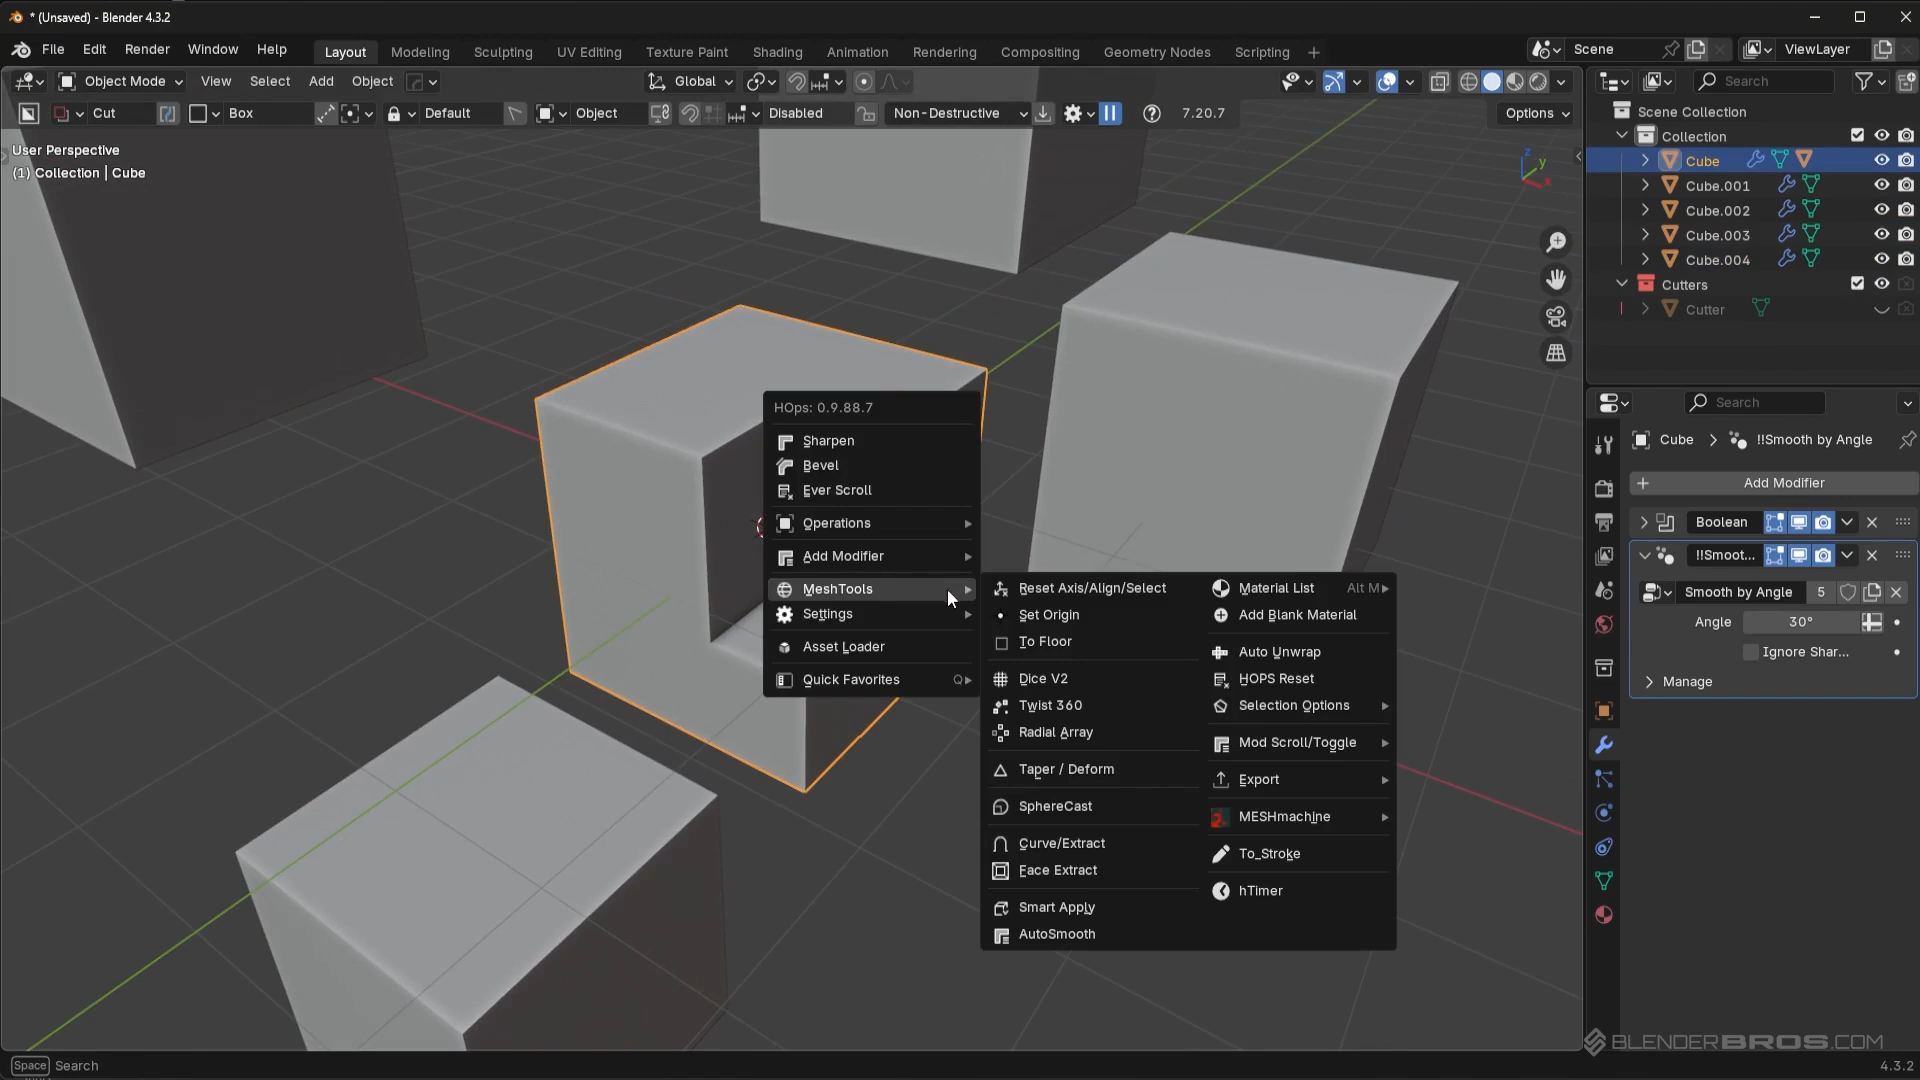 * (Unsaved) - Blender 4.3.2
File Edit Render Window Help Layout Modeling Sculpting UV Editing Texture Paint Shading Animation Rendering Compositing Geometry Nodes Scripting + Scene ViewLayer
Object Mode View Select Add Object Global Search
Cut Box Default Object Disabled Non-Destructive 7.20.7 Options
User Perspective
(1) Collection | Cube
Z
Y
X
Scene Collection
Collection
Cube
Cube.001
Cube.002
Cube.003
Cube.004
Cutters
Cutter
HOps: 0.9.88.7
Sharpen
Bevel
Ever Scroll
Operations
Add Modifier
MeshTools
Settings
Asset Loader
Quick Favorites Q
Reset Axis/Align/Select
Set Origin
To Floor
Dice V2
Twist 360
Radial Array
Taper / Deform
SphereCast
Curve/Extract
Face Extract
Smart Apply
AutoSmooth
Material List Alt M
Add Blank Material
Auto Unwrap
HOPS Reset
Selection Options
Mod Scroll/Toggle
Export
MESHmachine
To_Stroke
hTimer
Search
Cube > !!Smooth by Angle
+ Add Modifier
Boolean
!!Smoot...
Smooth by Angle 5
Angle 30°
Ignore Shar...
Manage
BLENDERBROS.COM
Space Search
4.3.2